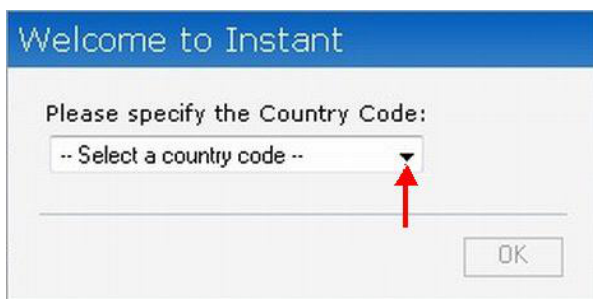 Welcome to Instant
Please specify the Country Code:
-- Select a country code --
OK